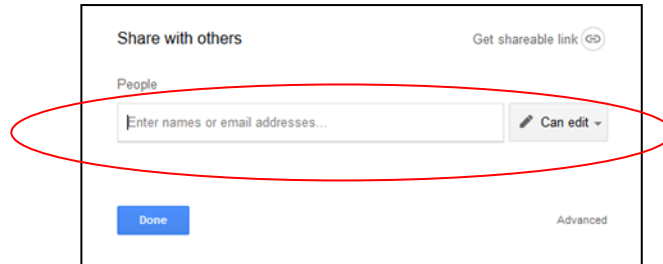 Share with others Get shareable link
People
Enter names or email addresses... Can edit
Done Advanced